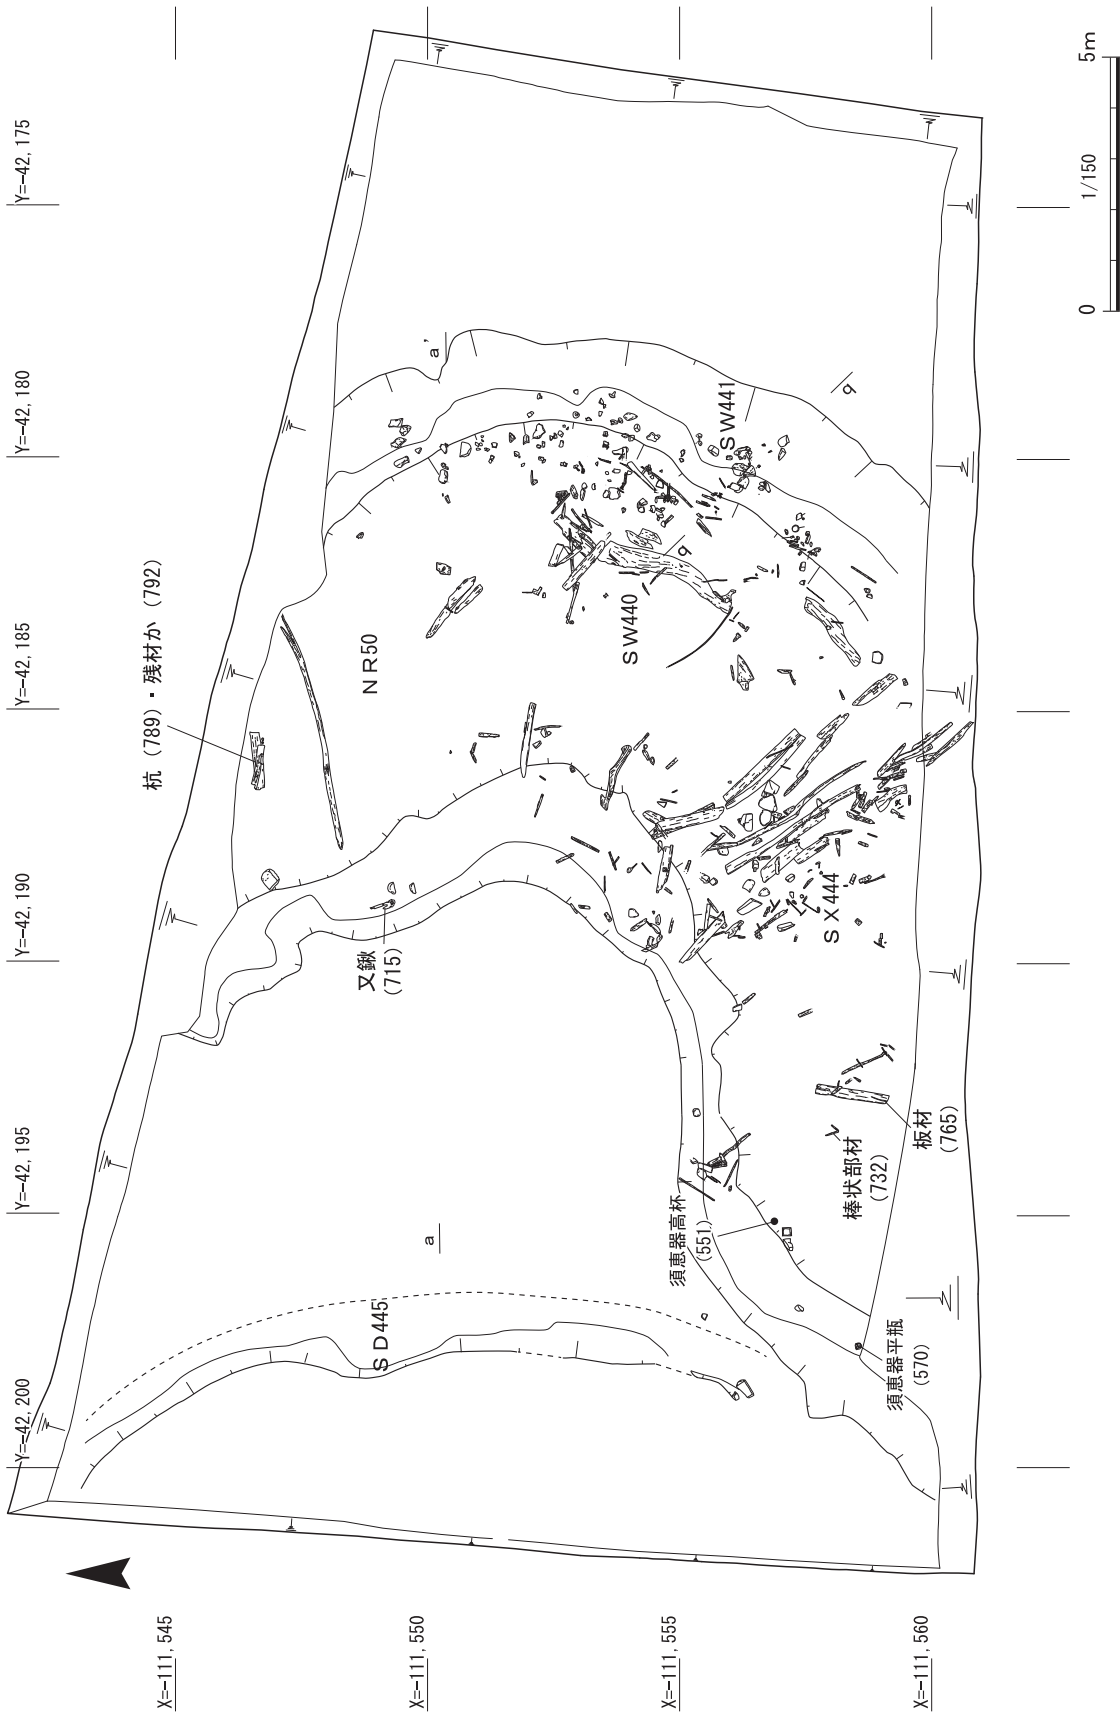 Y=-42,200
Y=-42,195
Y=-42,190
Y=-42,185
Y=-42,180
Y=-42,175
X=-111,545
X=-111,550
X=-111,555
X=-111,560
杭（789）・残材か（792）
NR50
又鍬
（715）
SD445
a
a'
SW440
SW441
b
b
SX444
須恵器高杯
（551）
須恵器平瓶
（570）
棒状部材
（732）
板材
（765）
0
1/150
5m